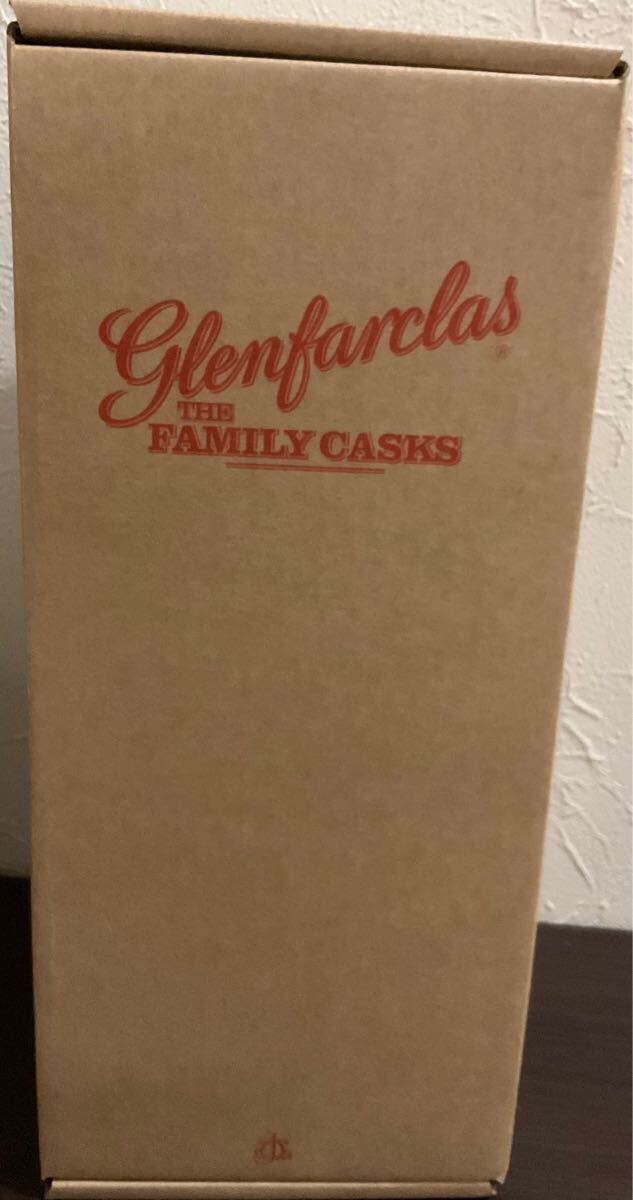 Glenfarclas ®
THE
FAMILY CASKS